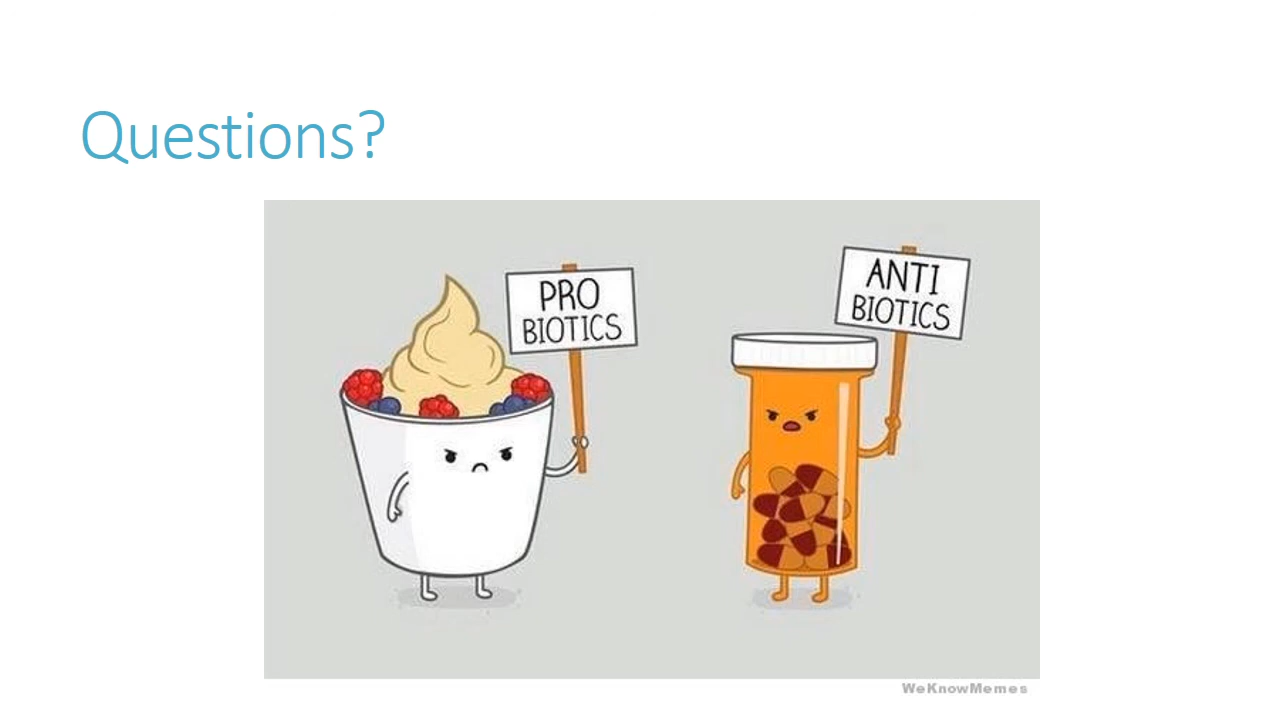 Questions?
PRO
BIOTICS
ANTI
BIOTICS
WeKnowMemes